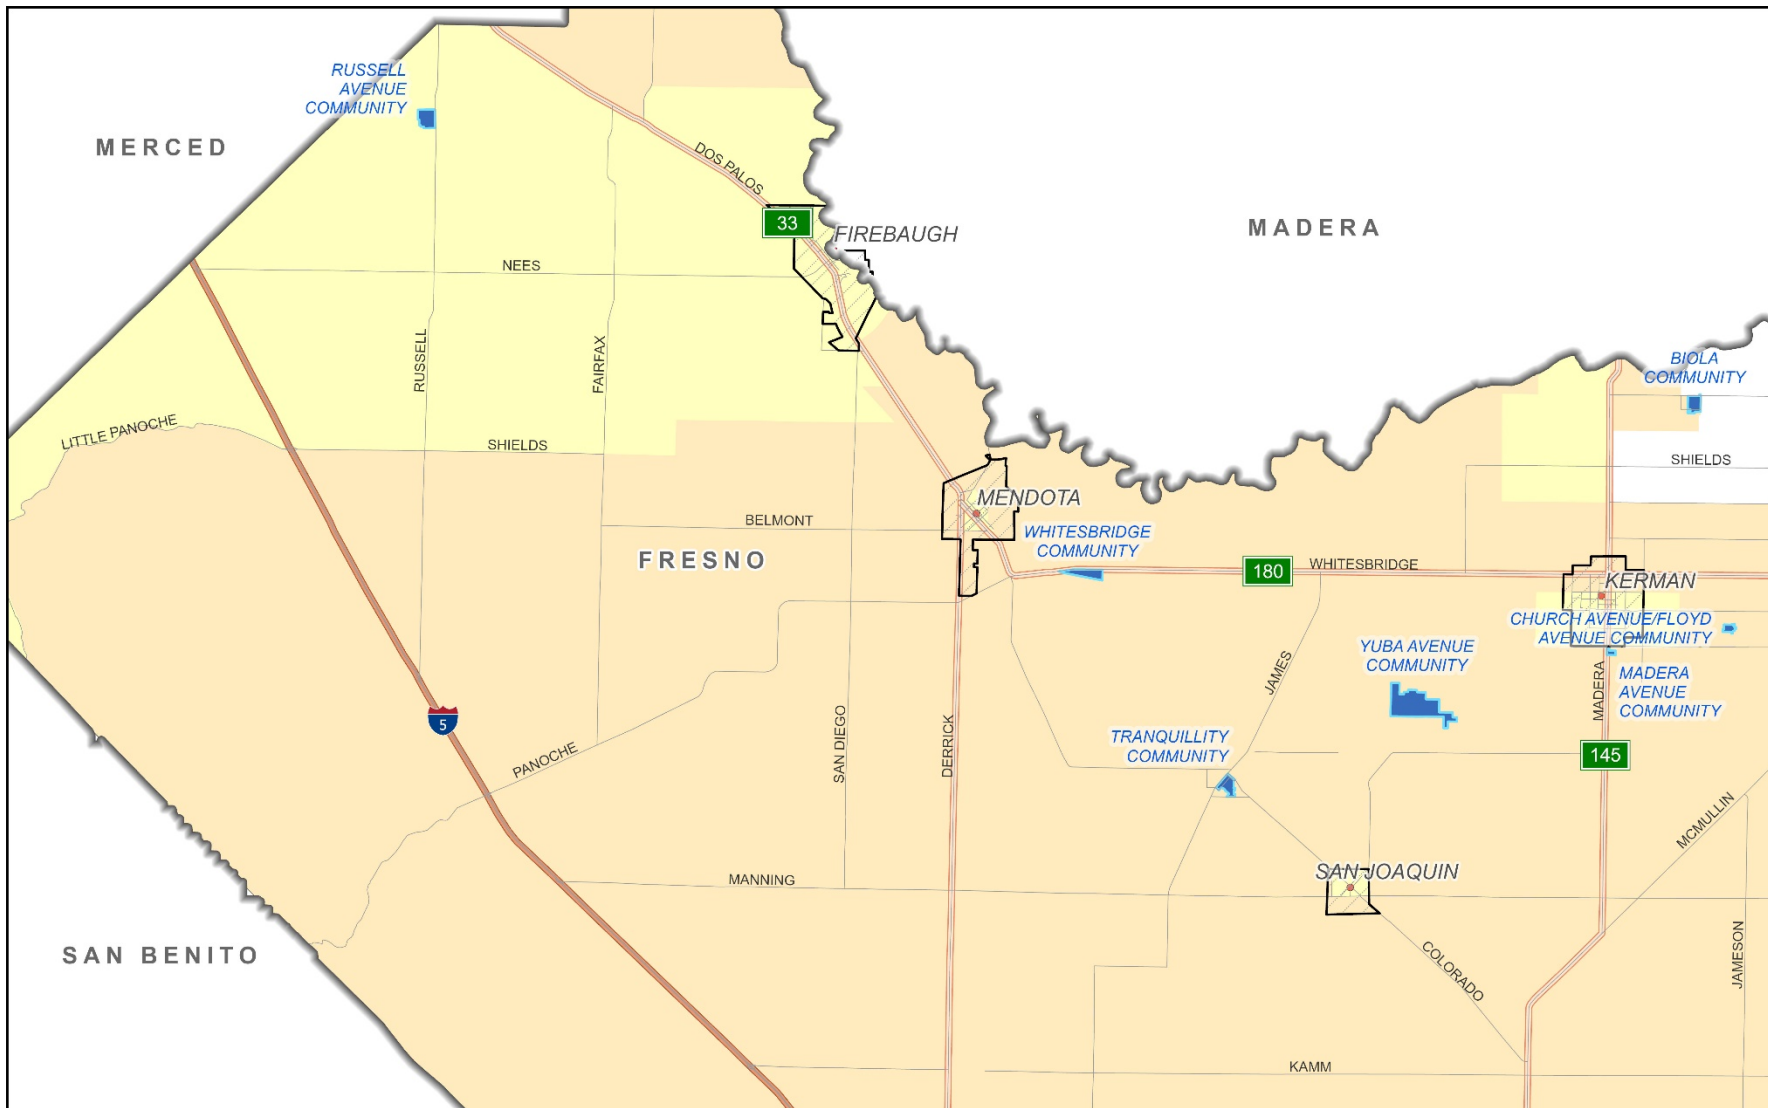 RUSSELL
AVENUE
COMMUNITY
MERCED
DOS PALOS
33
FIREBAUGH
MADERA
NEES
RUSSELL
FAIRFAX
BIOLA
COMMUNITY
LITTLE PANOCHE
SHIELDS
SHIELDS
MENDOTA
BELMONT
WHITESBRIDGE
COMMUNITY
FRESNO
180
WHITESBRIDGE
KERMAN
CHURCH AVENUE/FLOYD
AVENUE COMMUNITY
YUBA AVENUE
COMMUNITY
JAMES
MADERA
MADERA
AVENUE
COMMUNITY
5
PANOCHE
SAN DIEGO
DERRICK
TRANQUILLITY
COMMUNITY
145
MCMULLIN
MANNING
SAN JOAQUIN
SAN BENITO
COLORADO
JAMESON
KAMM